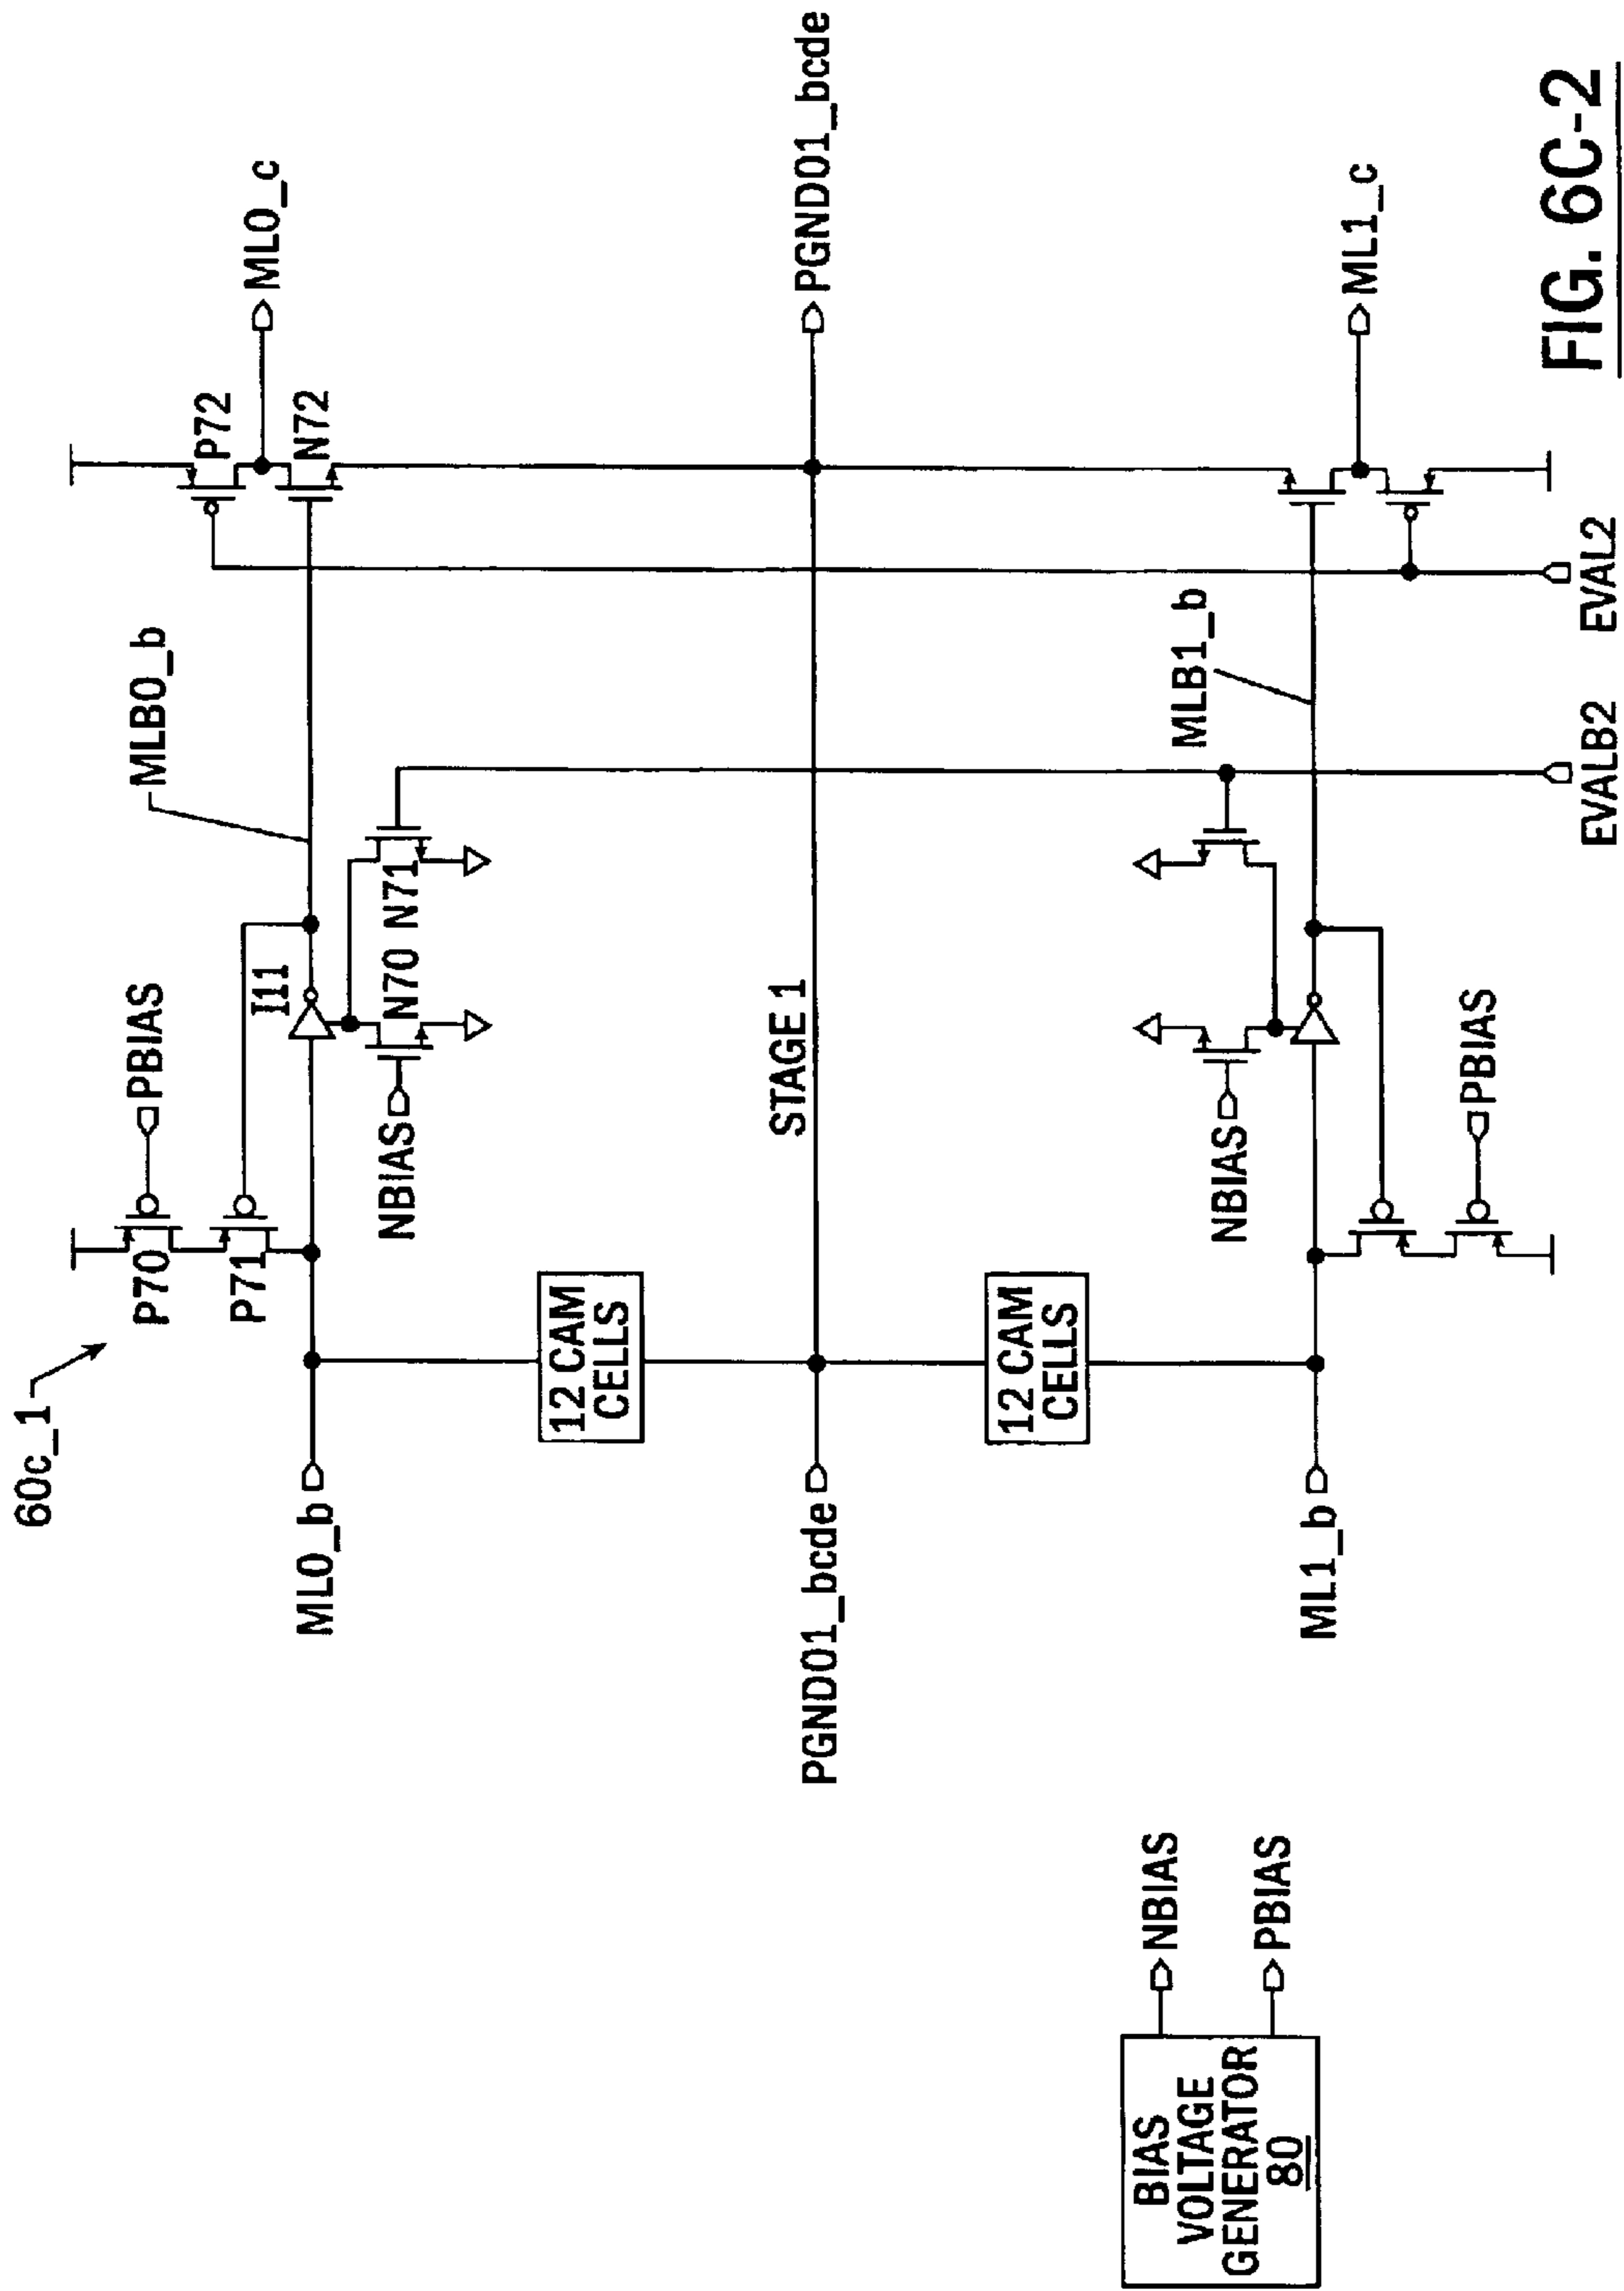 60c_1
P70
PBIAS
P71
I11
MLB0_b
P72
ML0_c
N72
ML0_b
NBIAS
N70 N71
12 CAM
CELLS
PGND01_bcde
STAGE 1
PGND01_bcde
12 CAM
CELLS
NBIAS
MLB1_b
ML1_b
ML1_c
PBIAS
EVALB2
EVAL2
BIAS
VOLTAGE
GENERATOR
80
NBIAS
PBIAS
FIG. 6C-2